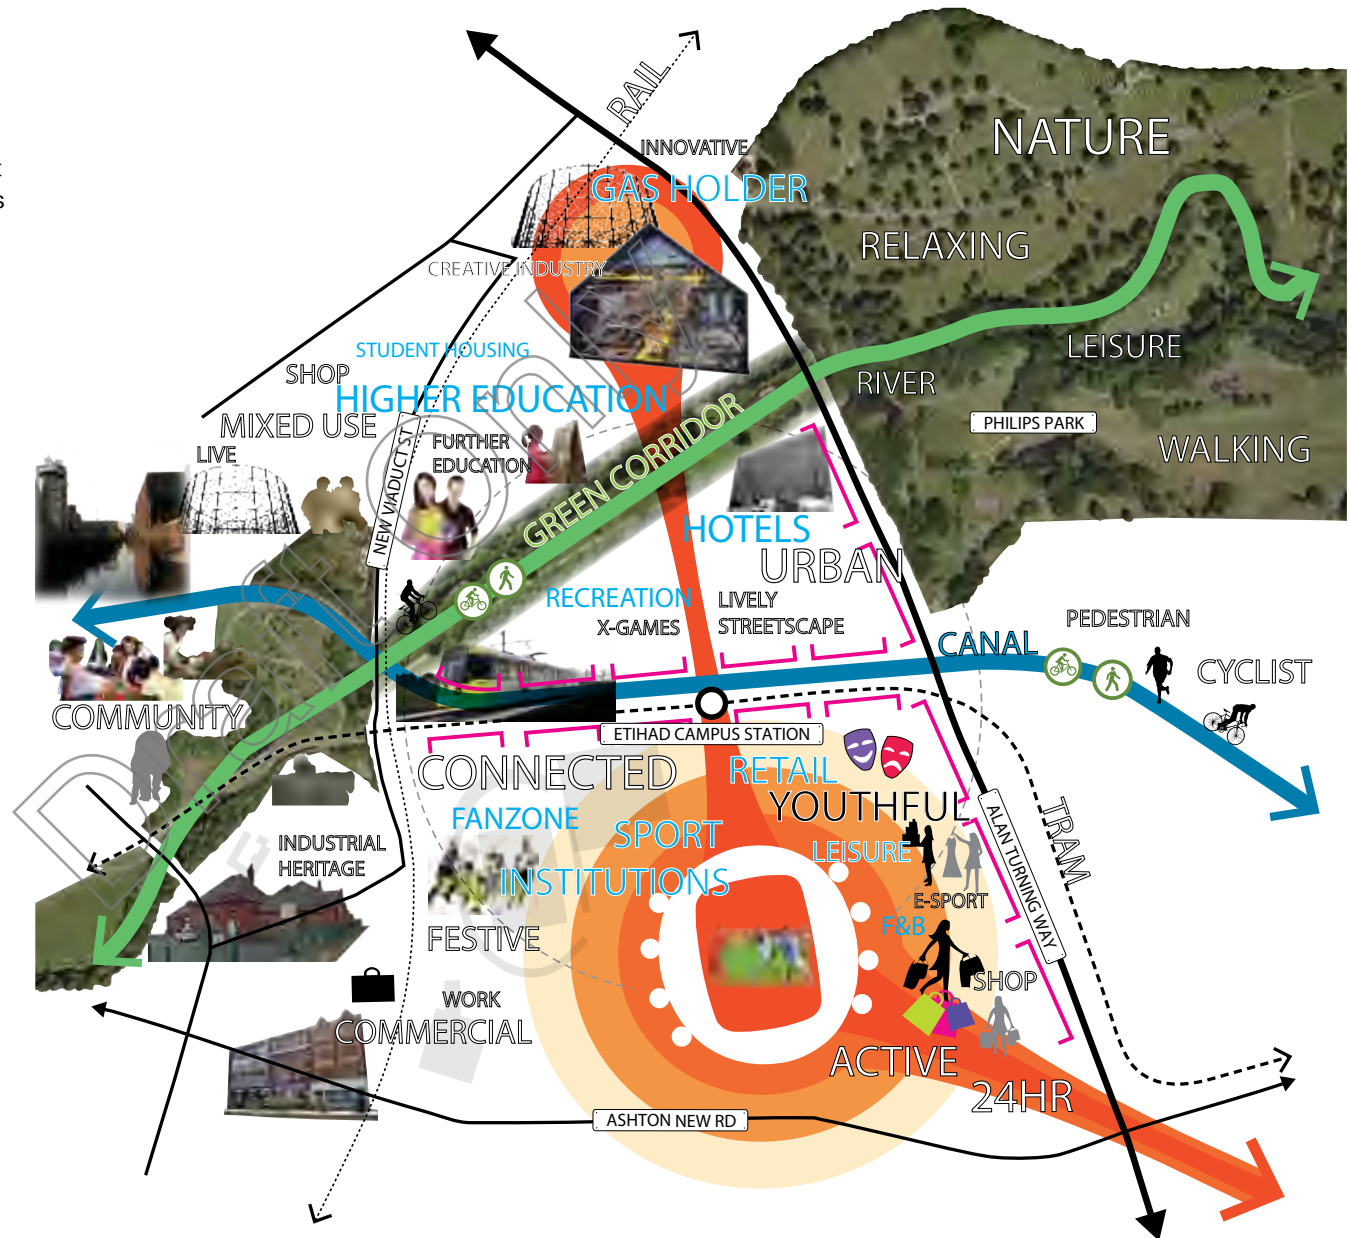 RAIL
INNOVATIVE
GAS HOLDER
NATURE
RELAXING
CREATIVE INDUSTRY
STUDENT HOUSING
SHOP
HIGHER EDUCATION
MIXED USE
LIVE
FURTHER
EDUCATION
NEW VIADUCT ST
GREEN CORRIDOR
LEISURE
RIVER
PHILIPS PARK
WALKING
HOTELS
URBAN
RECREATION
X-GAMES
LIVELY
STREETSCAPE
CANAL
PEDESTRIAN
CYCLIST
COMMUNITY
ETIHAD CAMPUS STATION
CONNECTED
RETAIL
YOUTHFUL
FANZONE
SPORT
INSTITUTIONS
LEISURE
TRAM
ALAN TURNING WAY
INDUSTRIAL
HERITAGE
E-SPORT
F&B
FESTIVE
SHOP
WORK
COMMERCIAL
ACTIVE
24HR
ASHTON NEW RD
Draft Only
s